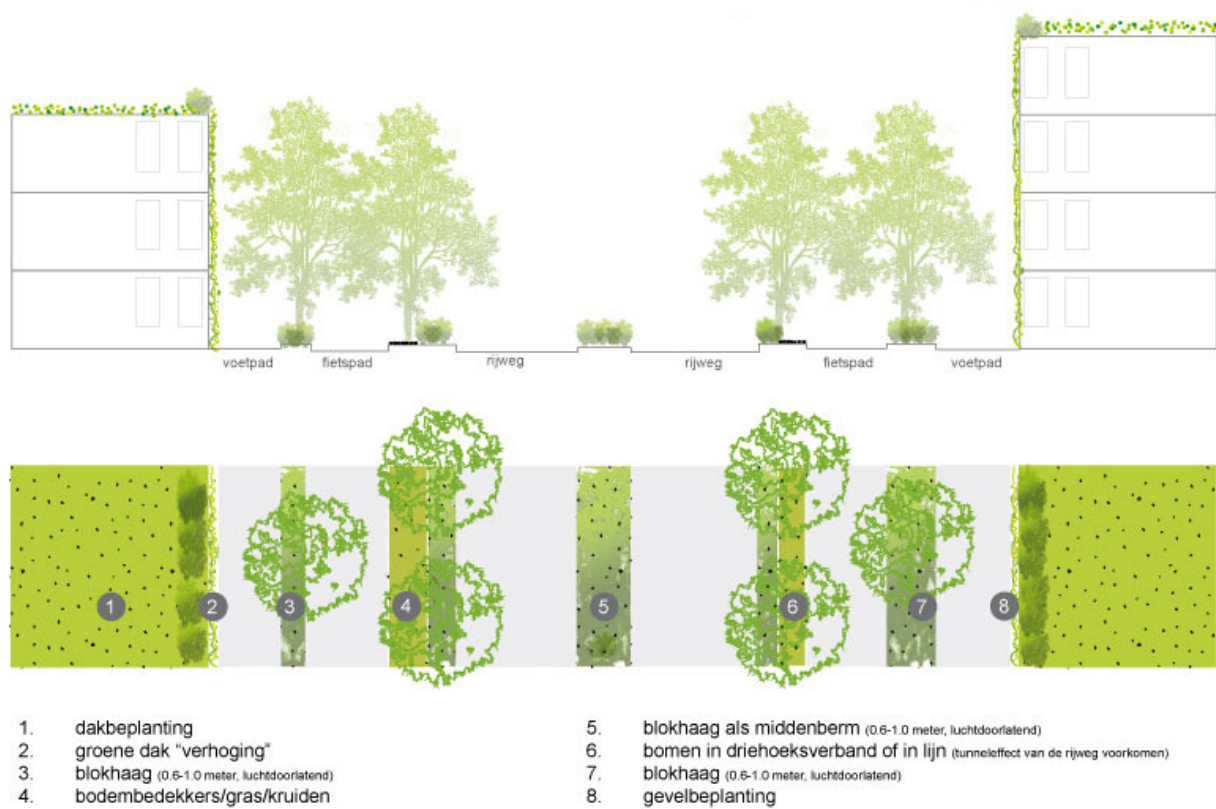 voetpad fietspad rijweg rijweg fietspad voetpad
1 2 3 4 5 6 7 8
1. dakbeplanting
2. groene dak "verhoging"
3. blokhaag (0.6-1.0 meter, luchtdoorlatend)
4. bodembedekkers/gras/kruiden
5. blokhaag als middenberm (0.6-1.0 meter, luchtdoorlatend)
6. bomen in driehoeksverband of in lijn (tunneleffect van de rijweg voorkomen)
7. blokhaag (0.6-1.0 meter, luchtdoorlatend)
8. gevelbeplanting